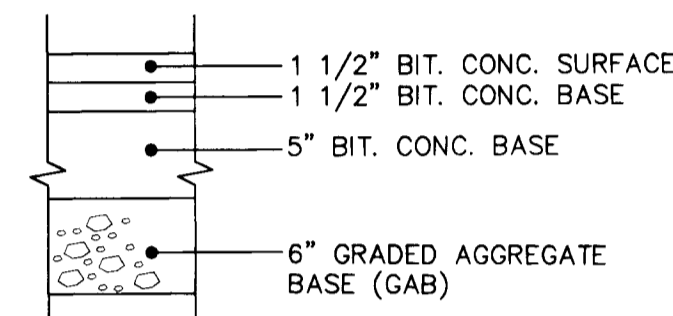 1 1/2" BIT. CONC. SURFACE
1 1/2" BIT. CONC. BASE
5" BIT. CONC. BASE
6" GRADED AGGREGATE
BASE (GAB)